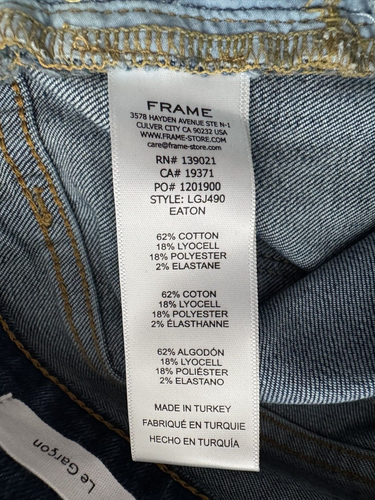 FRAME
3578 HAYDEN AVENUE STE N-1
CULVER CITY CA 90232 USA
WWW.FRAME-STORE.COM
care@frame-store.com
RN# 139021
CA# 19371
PO# 1201900
STYLE: LGJ490
EATON
62% COTTON
18% LYOCELL
18% POLYESTER
2% ELASTANE
62% COTON
18% LYOCELL
18% POLYESTER
2% ÉLASTHANNE
62% ALGODÓN
18% LYOCELL
18% POLIÉSTER
2% ELASTANO
MADE IN TURKEY
FABRIQUÉ EN TURQUIE
HECHO EN TURQUÍA
Le Garçon